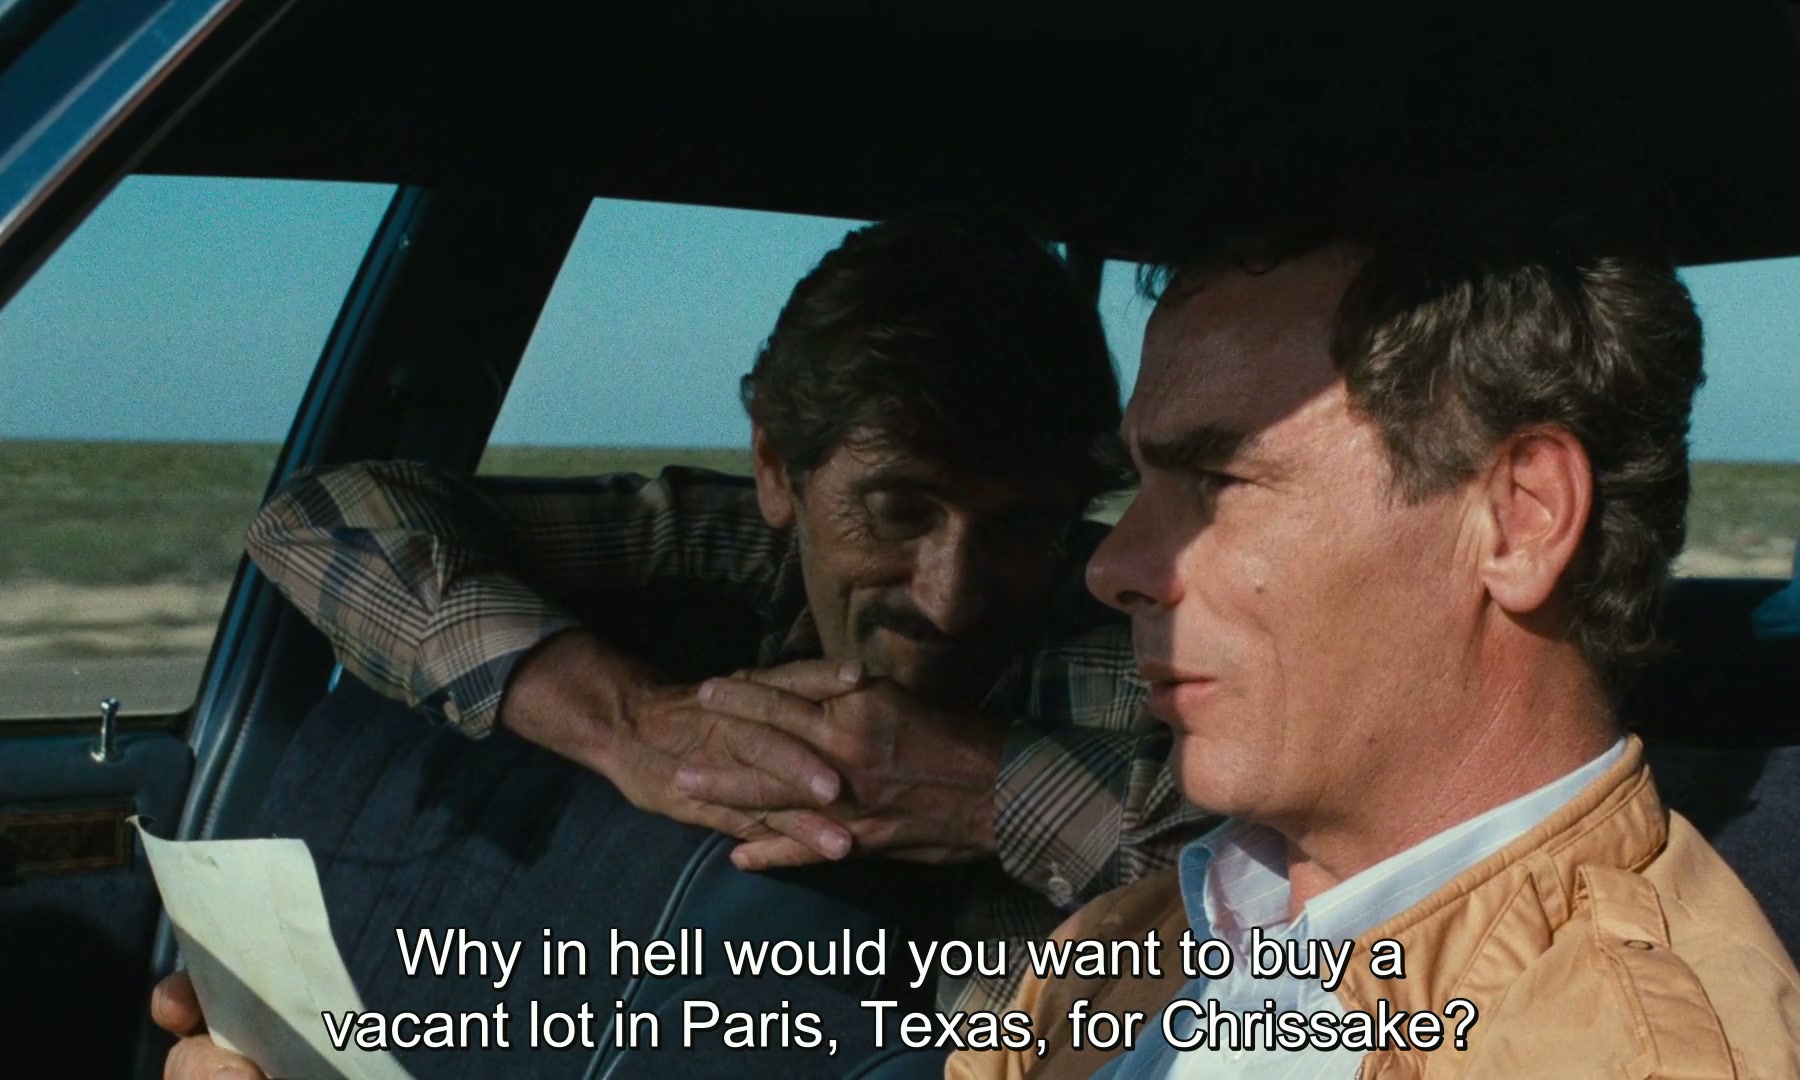 Why in hell would you want to buy a
vacant lot in Paris, Texas, for Chrissake?